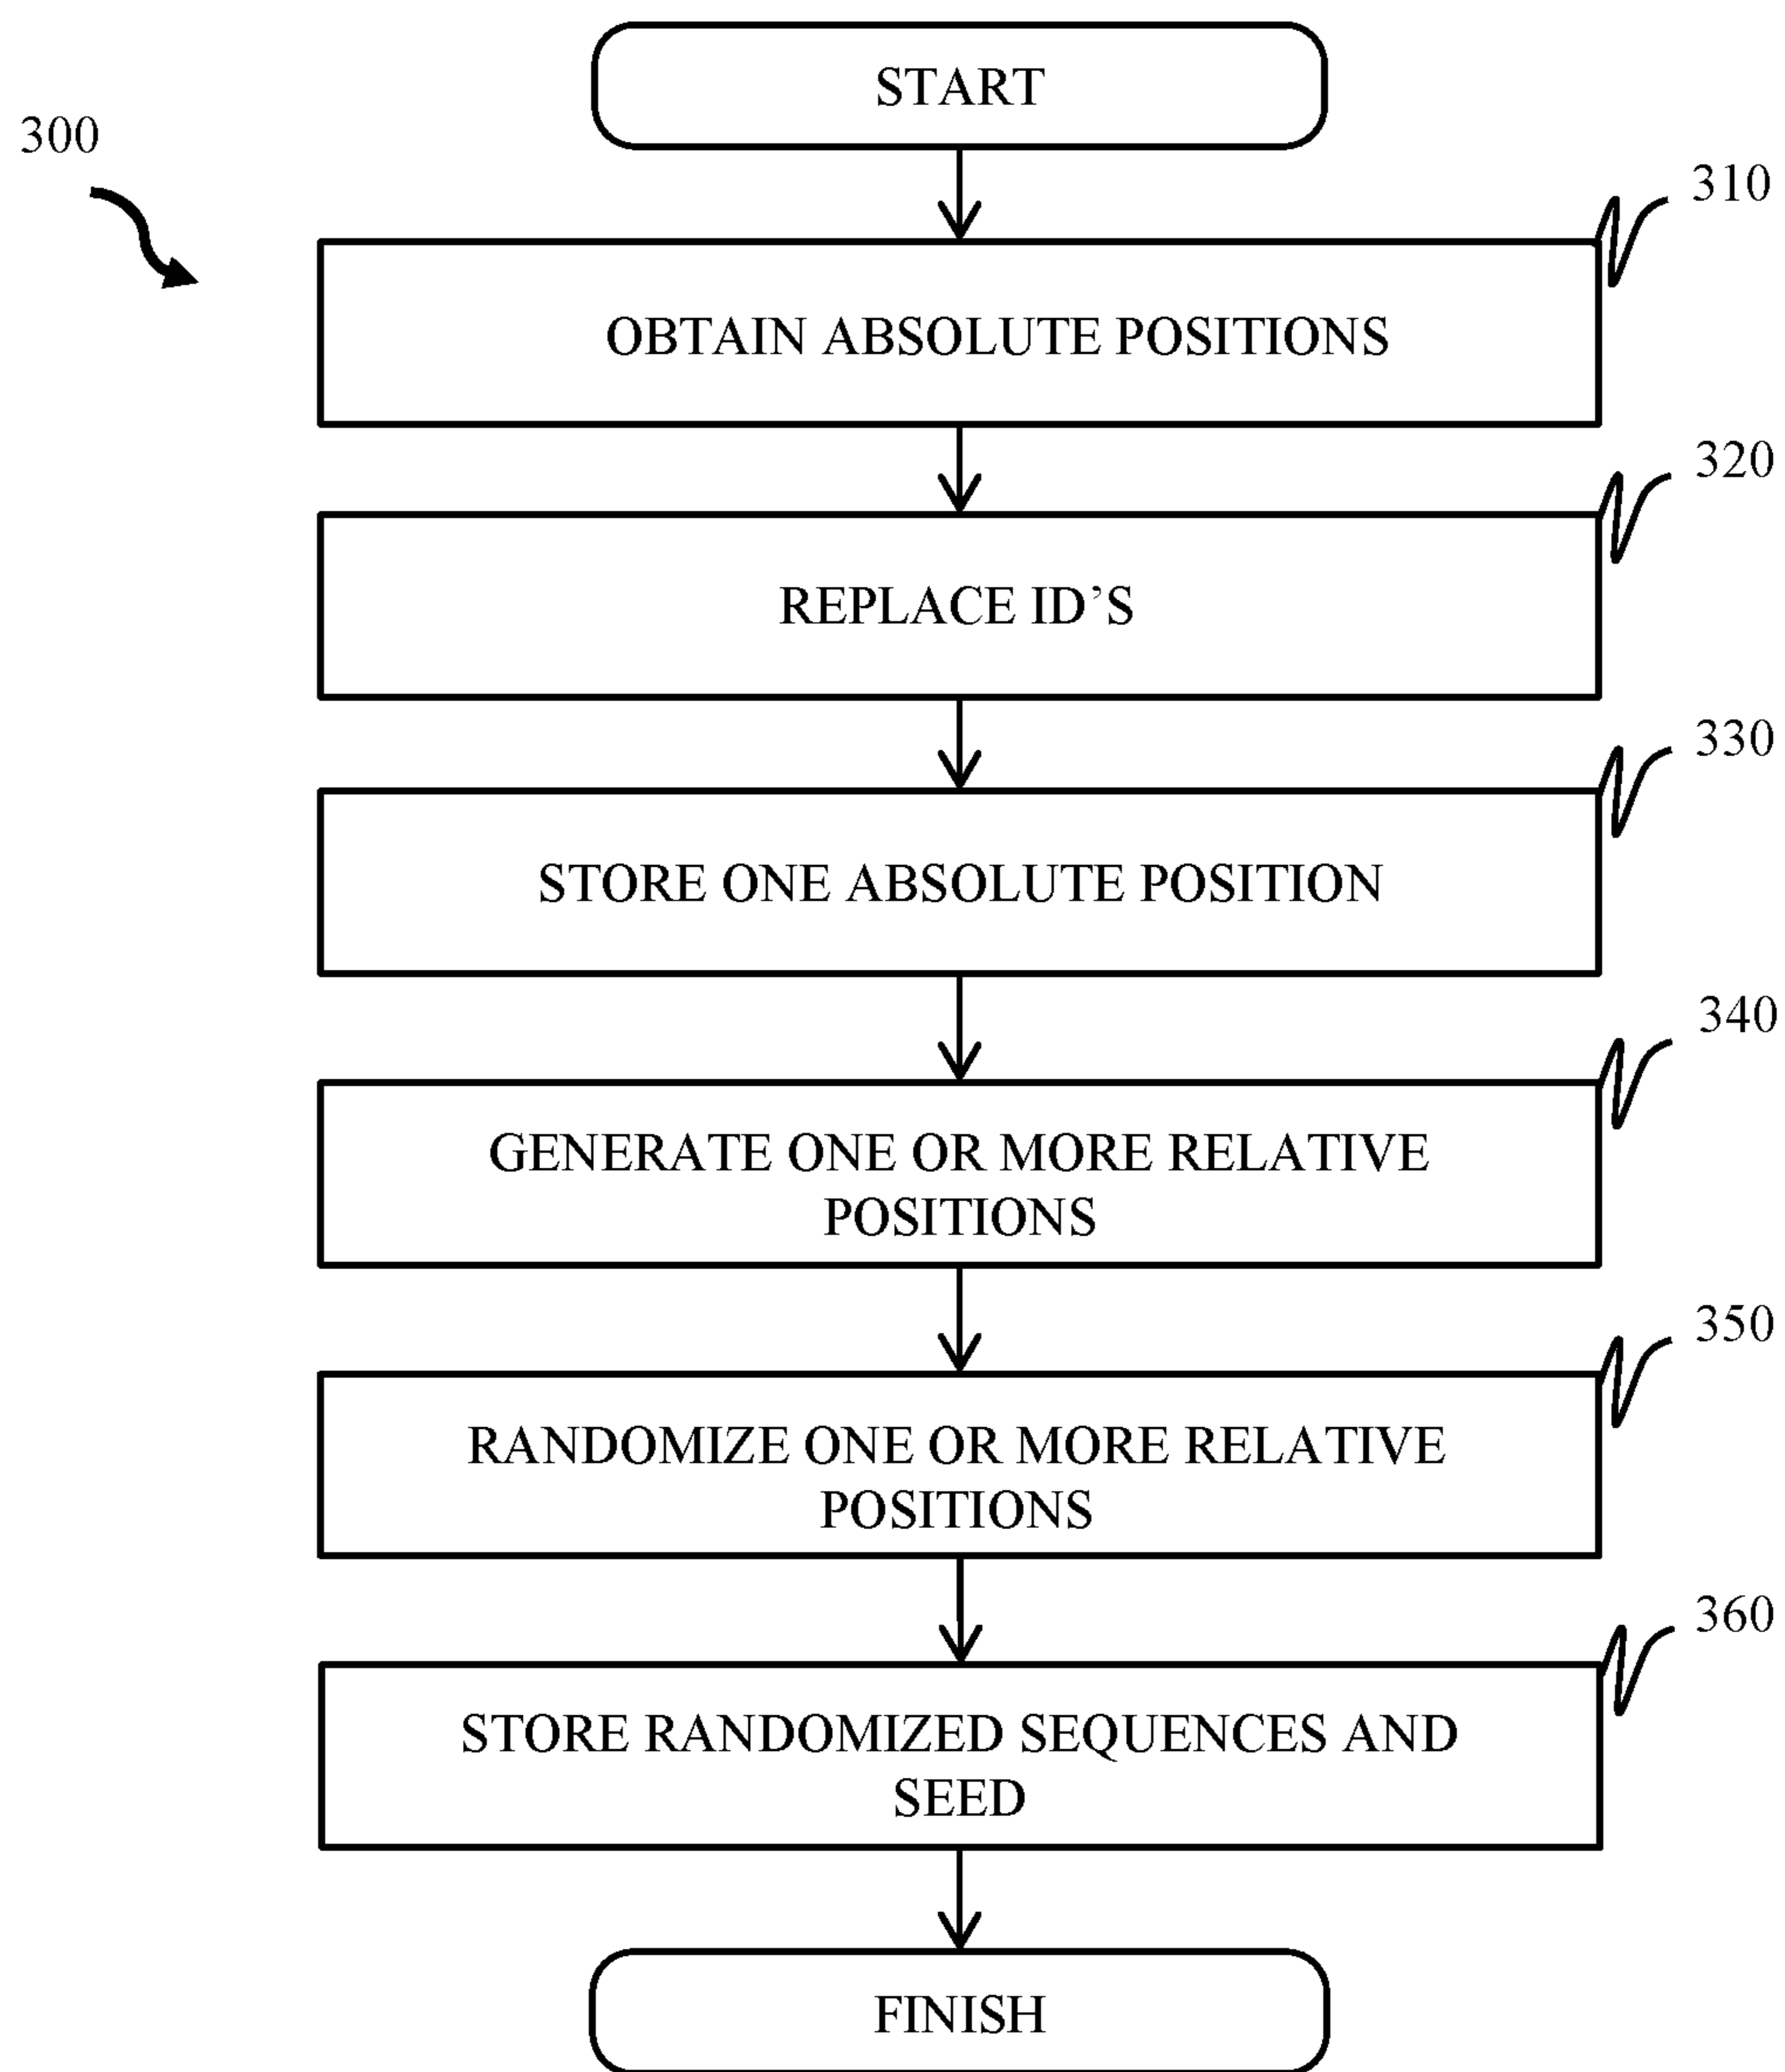 START
300
310
OBTAIN ABSOLUTE POSITIONS
320
REPLACE ID’S
330
STORE ONE ABSOLUTE POSITION
340
GENERATE ONE OR MORE RELATIVE
POSITIONS
350
RANDOMIZE ONE OR MORE RELATIVE
POSITIONS
360
STORE RANDOMIZED SEQUENCES AND
SEED
FINISH